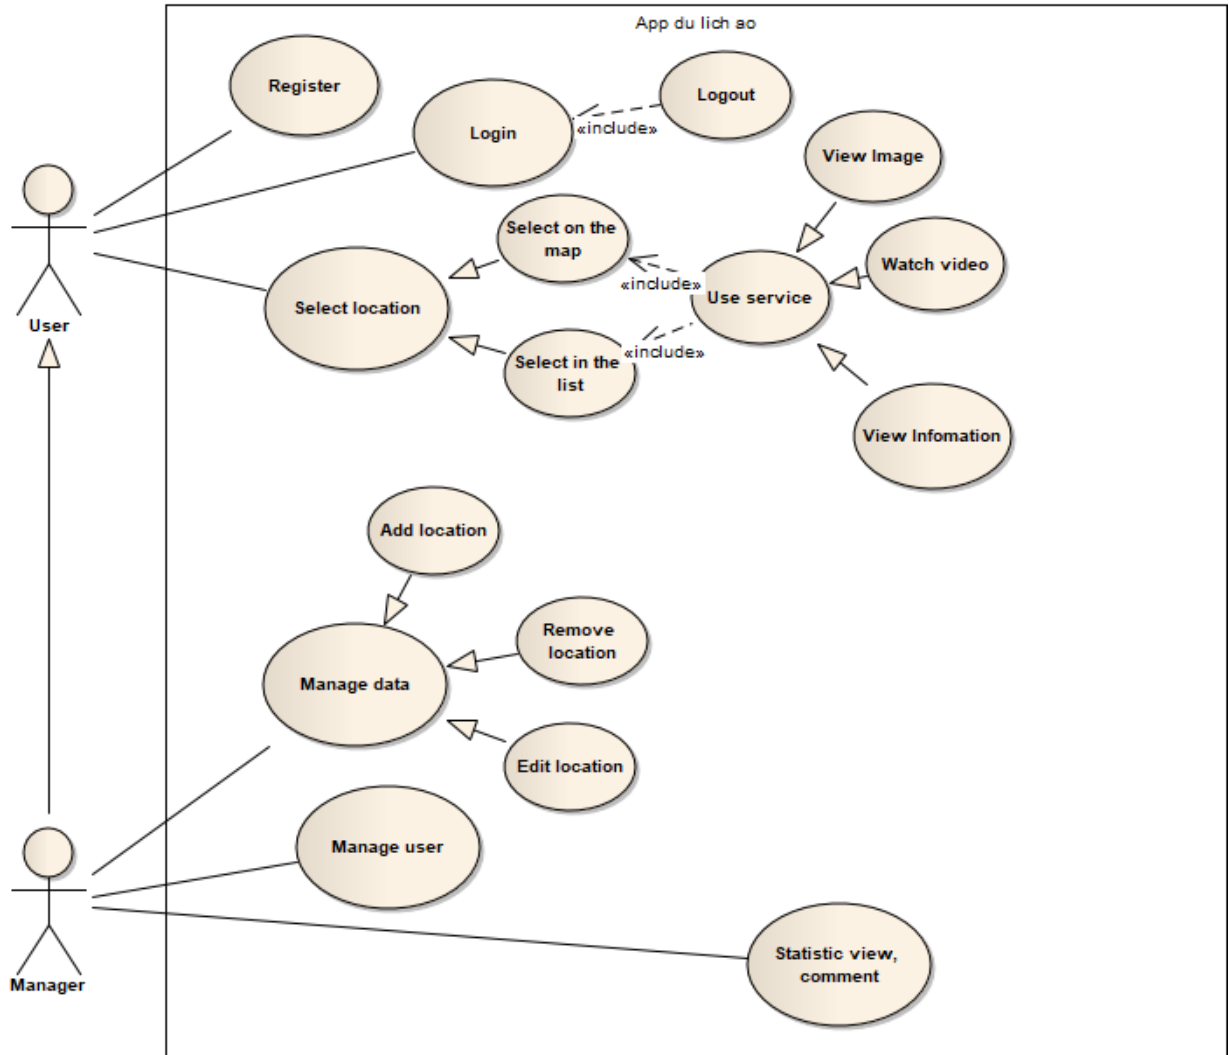 App du lich ao
Register
Logout
Login
«include»
View Image
Select on the
map
Watch video
«include»
Use service
Select location
User
«include»
Select in the
list
View Infomation
Add location
Remove
location
Manage data
Edit location
Manage user
Statistic view,
comment
Manager